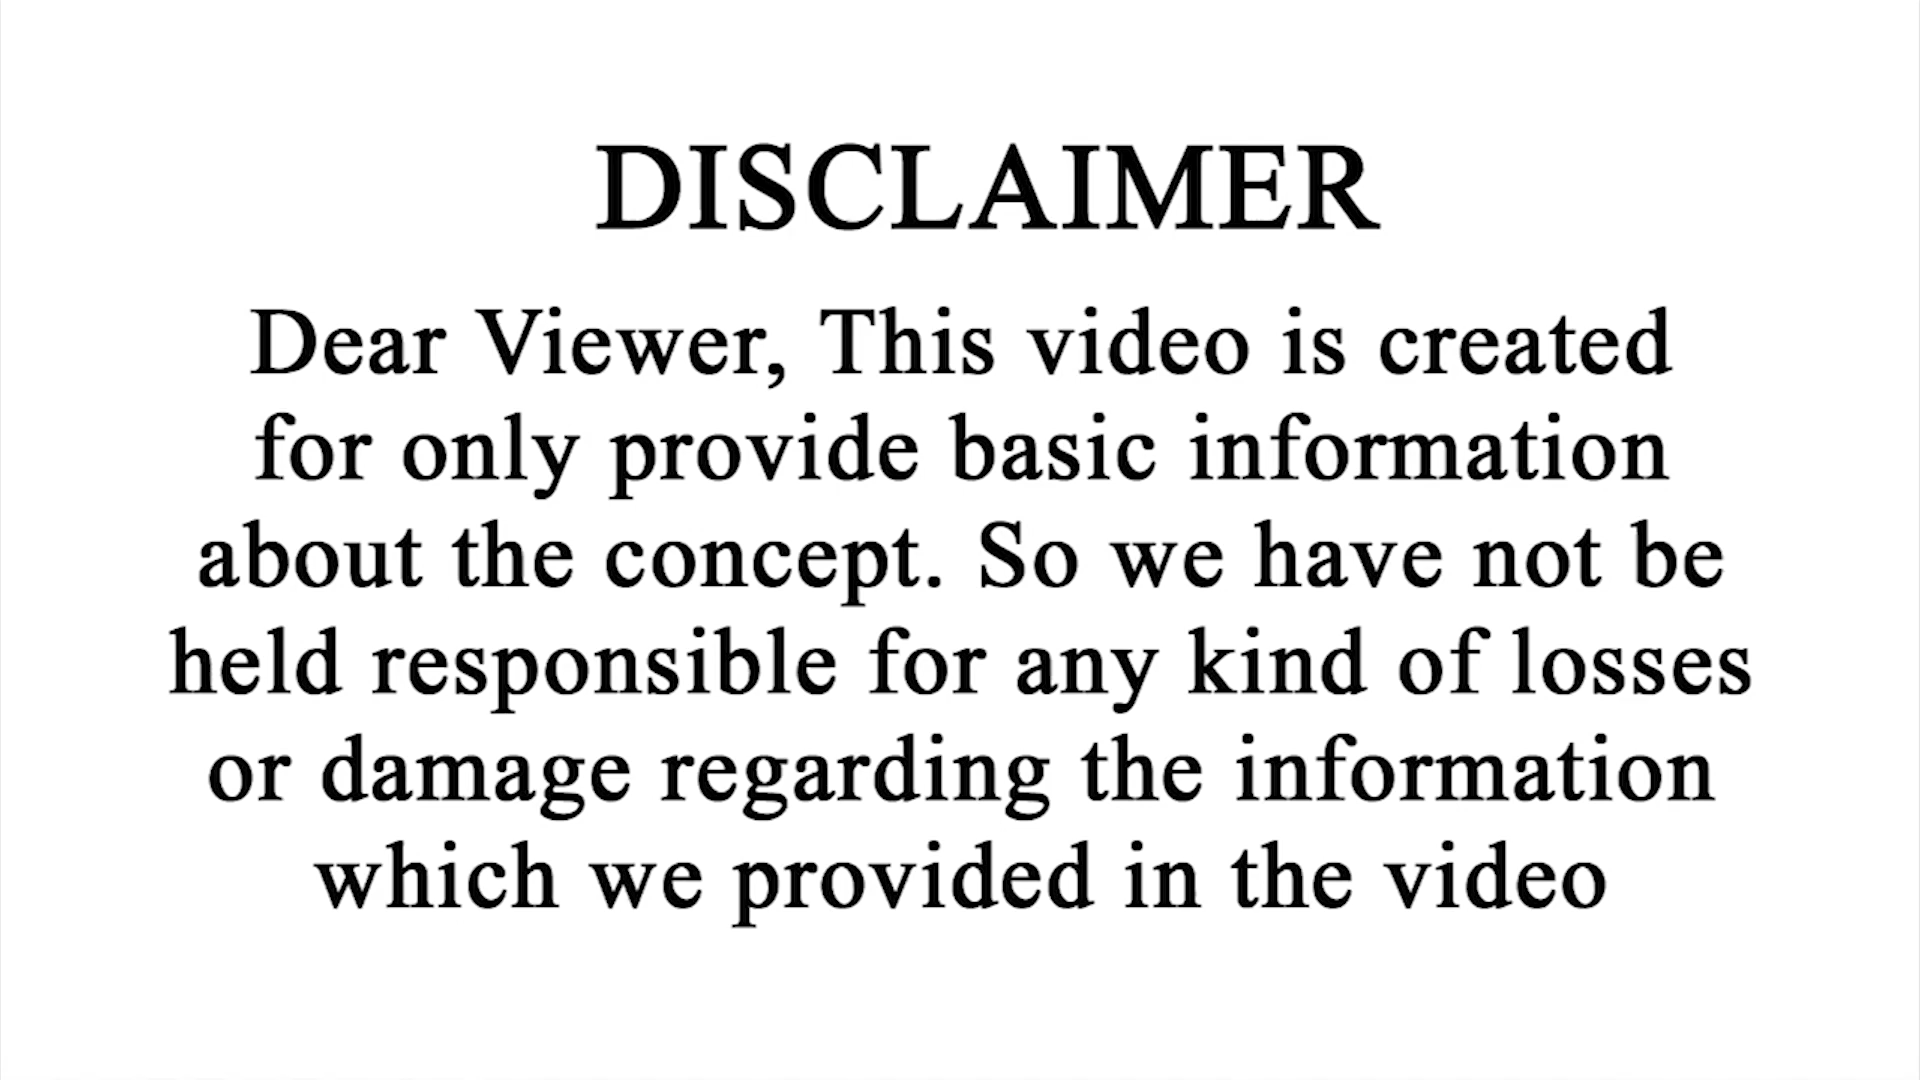 DISCLAIMER
Dear Viewer, This video is created
for only provide basic information
about the concept. So we have not be
held responsible for any kind of losses
or damage regarding the information
which we provided in the video